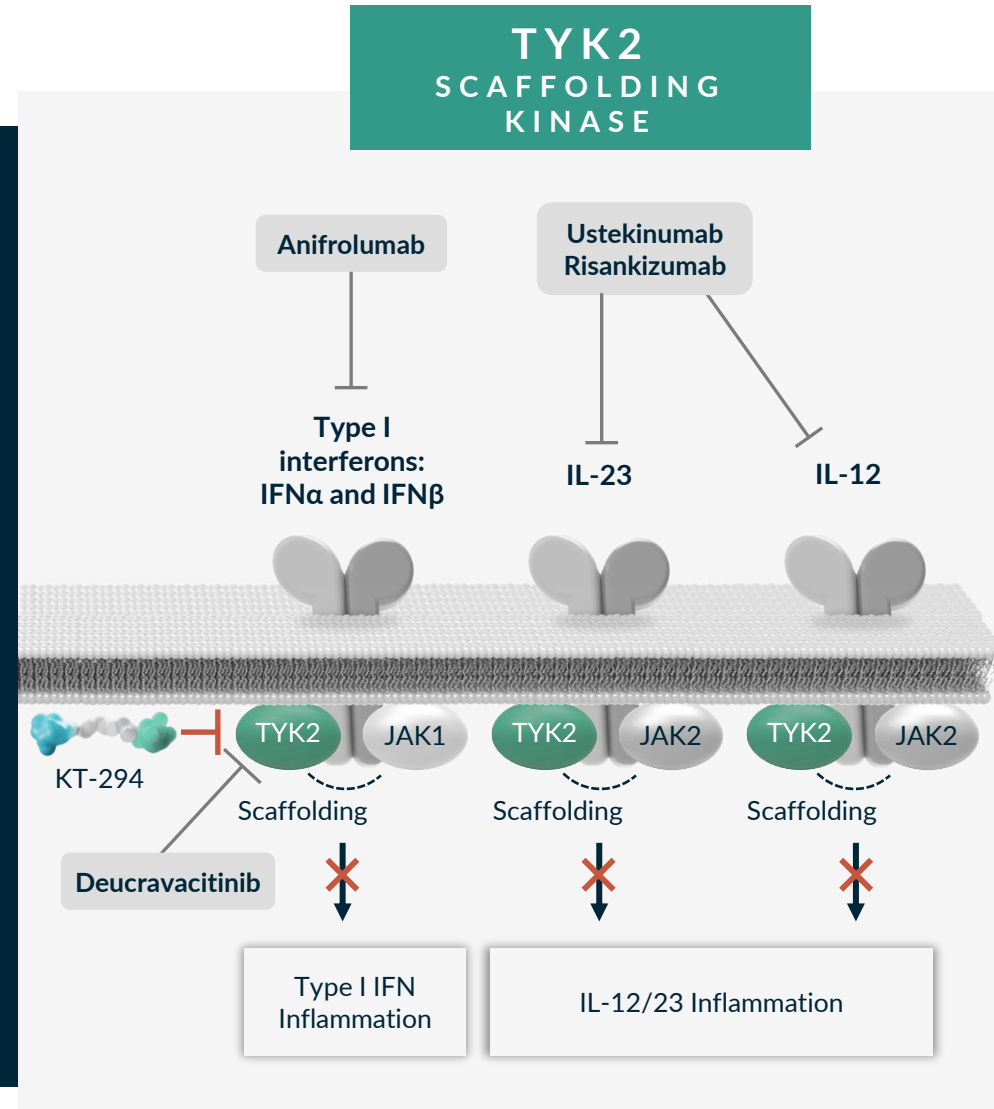 TYK2
SCAFFOLDING
KINASE
Anifrolumab
Ustekinumab
Risankizumab
Type I
interferons:
IFNα and IFNβ
IL-23
IL-12
TYK2
JAK1
TYK2
JAK2
TYK2
JAK2
KT-294
Scaffolding
Scaffolding
Scaffolding
Deucravacitinib
Type I IFN
Inflammation
IL-12/23 Inflammation